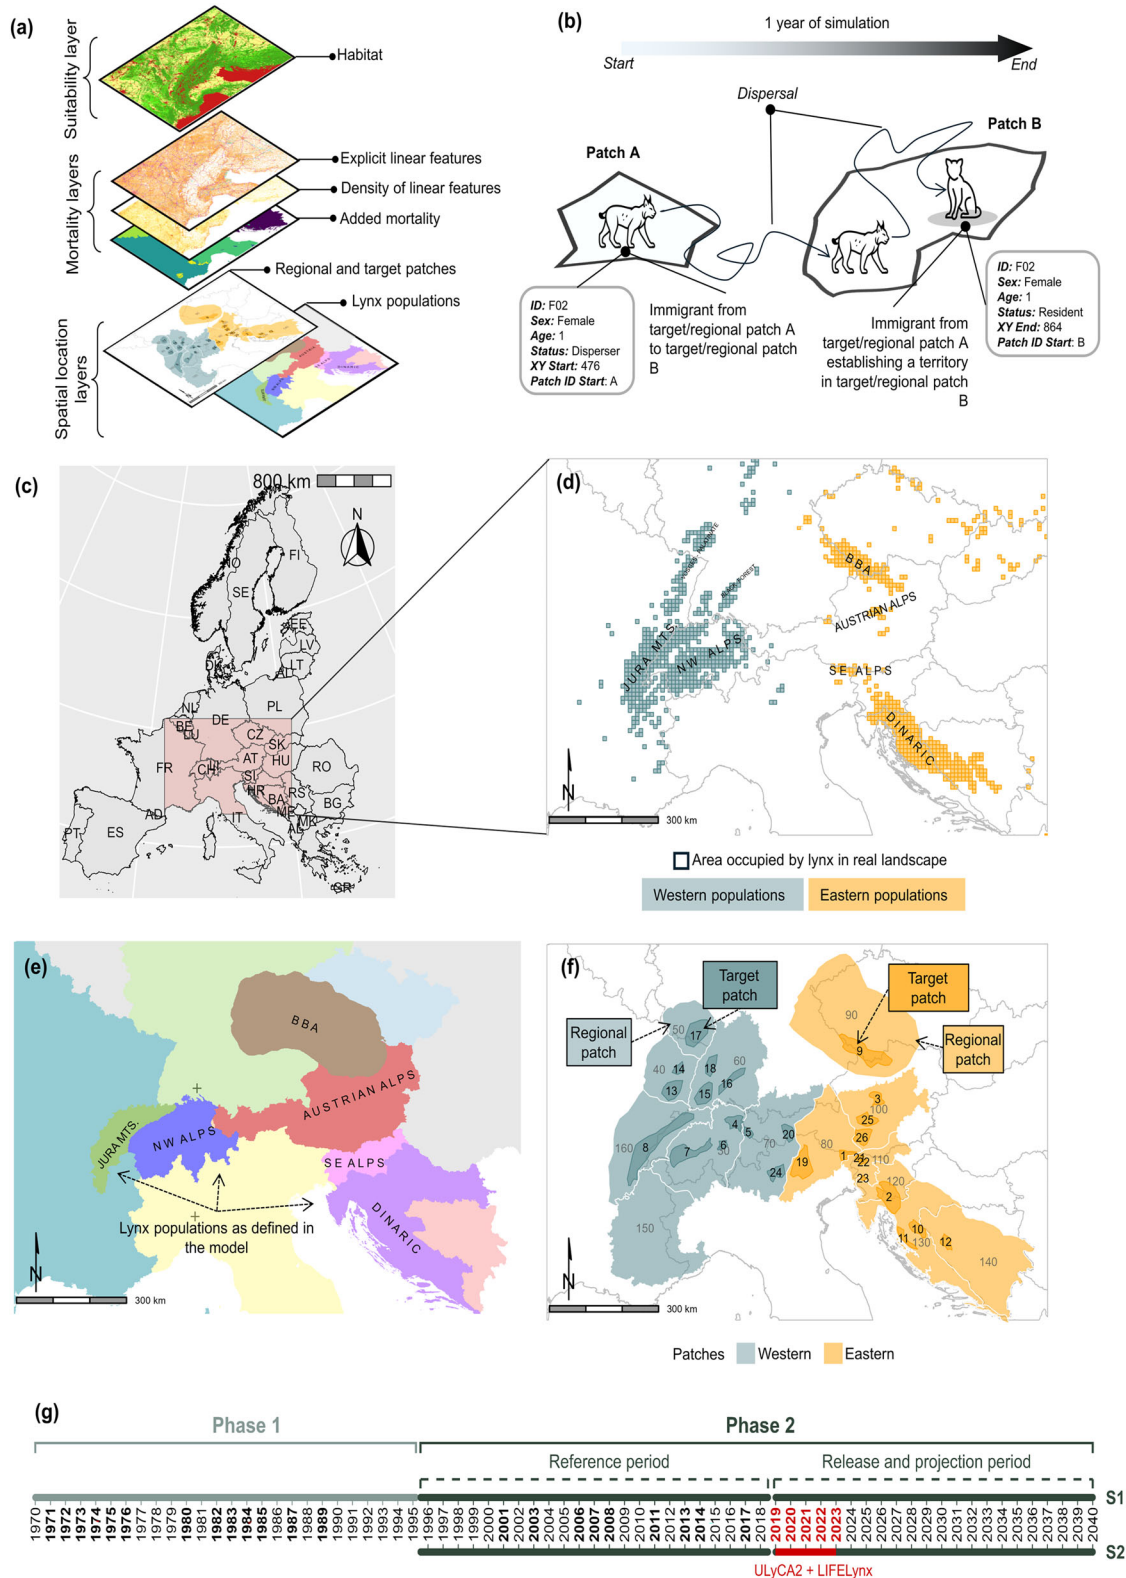 (a)
Suitability layer
Habitat
Mortality layers
Explicit linear features
Density of linear features
Added mortality
Spatial location
layers
Regional and target patches
Lynx populations
(b)
1 year of simulation
Start
End
Dispersal
Patch A
Patch B
ID: F02
Sex: Female
Age: 1
Status: Disperser
XY Start: 476
Patch ID Start: A
Immigrant from
target/regional patch A
to target/regional patch
B
Immigrant from
target/regional patch A
establishing a territory
in target/regional patch
B
ID: F02
Sex: Female
Age: 1
Status: Resident
XY End: 864
Patch ID Start: B
(c)
800 km
N
NO
FI
SE
EE
LV
LT
NL
PL
DE
BE
LU
CZ
SK
FR
CH
LI
AT
HU
SI
RO
HR
RS
BA
BG
ME
MK
AL
AD
IT
PT
ES
GR
(d)
BBA
AUSTRIAN ALPS
BLACK FOREST
JURA MTS.
NW ALPS
SE ALPS
DINARIC
N
300 km
Area occupied by lynx in real landscape
Western populations
Eastern populations
(e)
BBA
AUSTRIAN ALPS
JURA MTS.
NW ALPS
SE ALPS
DINARIC
Lynx populations as defined in
the model
N
300 km
(f)
Target
patch
Target
patch
Regional
patch
Regional
patch
50
17
90
9
40
14
18
60
13
15
16
3
100
25
4
5
26
160
8
7
6
30
70
20
80
19
1
21
22
110
24
23
120
2
150
10
11
130
12
140
N
300 km
Patches
Western
Eastern
(g)
Phase 1
Phase 2
Reference period
Release and projection period
S1
1970 1971 1972 1973 1974 1975 1976 1977 1978 1979 1980 1981 1982 1983 1984 1985 1986 1987 1988 1989 1990 1991 1992 1993 1994 1995 1996 1997 1998 1999 2000 2001 2002 2003 2004 2005 2006 2007 2008 2009 2010 2011 2012 2013 2014 2015 2016 2017 2018 2019 2020 2021 2022 2023 2024 2025 2026 2027 2028 2029 2030 2031 2032 2033 2034 2035 2036 2037 2038 2039 2040
S2
ULyCA2 + LIFELynx